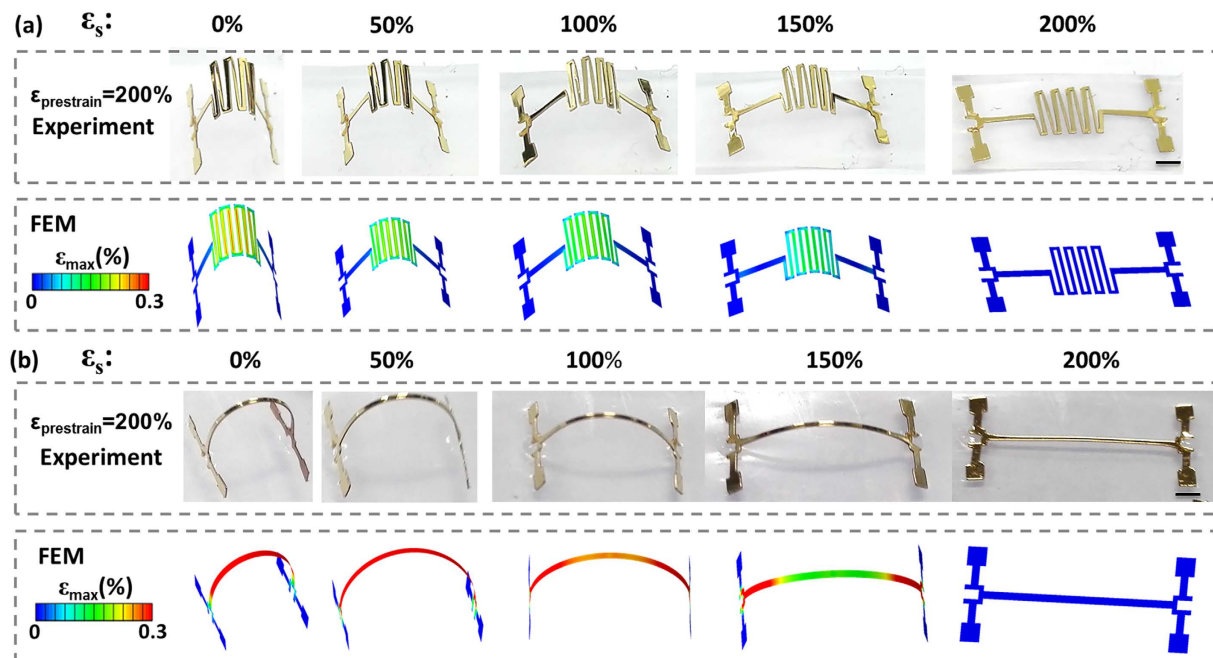 (a) εs: 0% 50% 100% 150% 200%
εprestrain=200%
Experiment
FEM
εmax(%)
0 0.3
(b) εs: 0% 50% 100% 150% 200%
εprestrain=200%
Experiment
FEM
εmax(%)
0 0.3